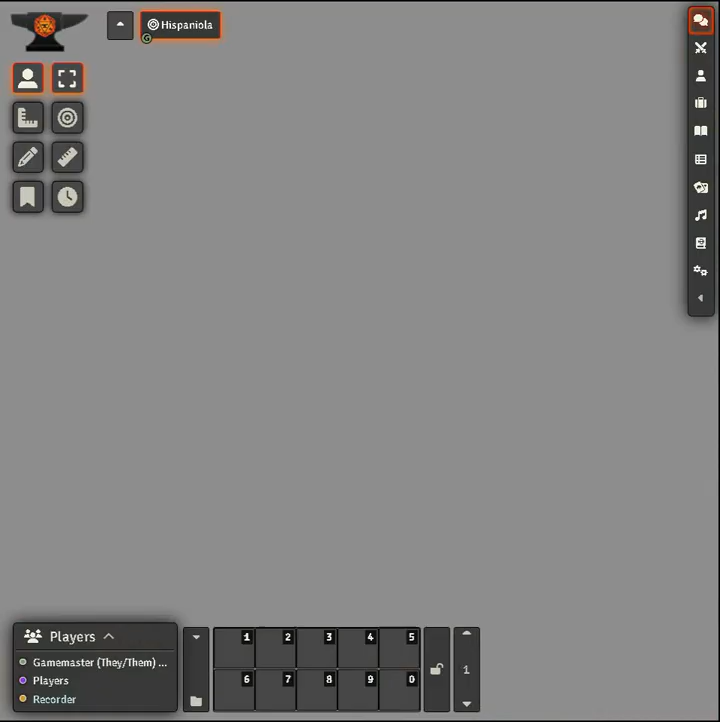 Hispaniola
G
Players
Gamemaster (They/Them) ...
Players
Recorder
1 2 3 4 5
6 7 8 9 0
1